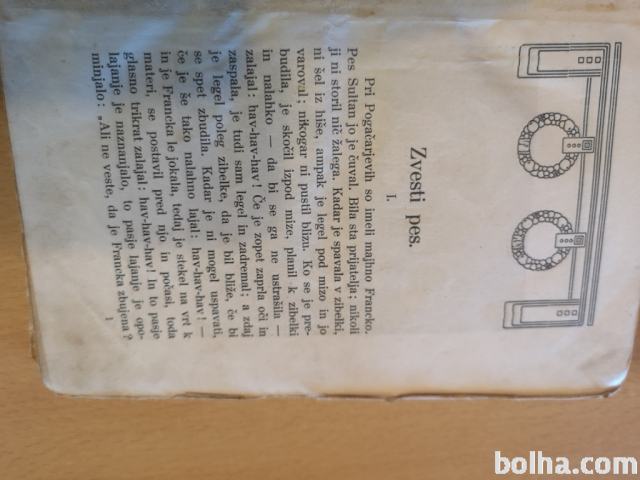 Zvesti pes.
I.
Pri Pogačarjevih so imeli majhno Francko.
Pes Sultan jo je čuval. Bila sta prijatelja; nikoli
ji ni storil nič žalega. Kadar je spavala v zibelki,
ni šel iz hiše, ampak je legel pod mizo in jo
varoval; nikogar ni pustil blizu. Ko se je pre-
budila, je skočil izpod mize, planil k zibelki
in nalahko — da bi se ga ne ustrašila —
zalajal: hav-hav-hav! Če je zopet zaprla oči in
zaspala, je tudi sam legel in zadremal; a zdaj
je legel poleg zibelke, da je bil bliže, če bi
se spet zbudila. Kadar je ni mogel uspavati,
če je še tako nalahno lajal: hav-hav-hav! —
in je Francka le jokala, tedaj je stekel na vrt k
materi, se postavil pred njo in počasi, toda
glasno trikrat zalajal: hav-hav-hav! In to pasje
lajanje je naznanjalo, to pasje lajanje je opo-
minjalo: „Ali ne veste, da je Francka zbujena?
1
bolha.com